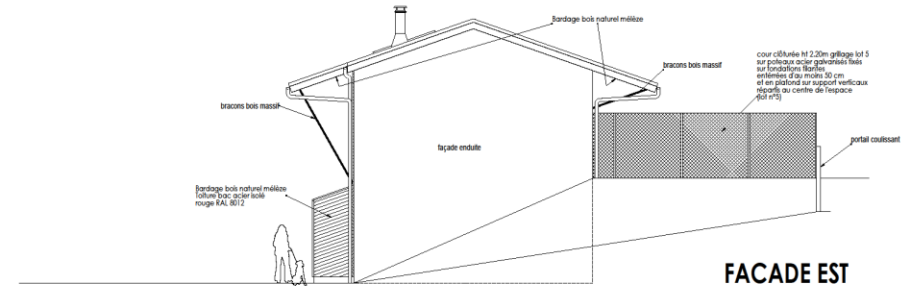 Bardage bois naturel mélèze
bracons bois massif
cour clôturée ht 2.20m grillage lot 5
sur poteaux acier galvanisés fixés
sur fondations filantes
entérrées d'au moins 50 cm
et en plafond sur support verticaux
répartis au centre de l'espace
(lot n°5)
bracons bois massif
portail coulissant
façade enduite
Bardage bois naturel mélèze
Toiture bac acier isolé
rouge RAL 8012
FACADE EST